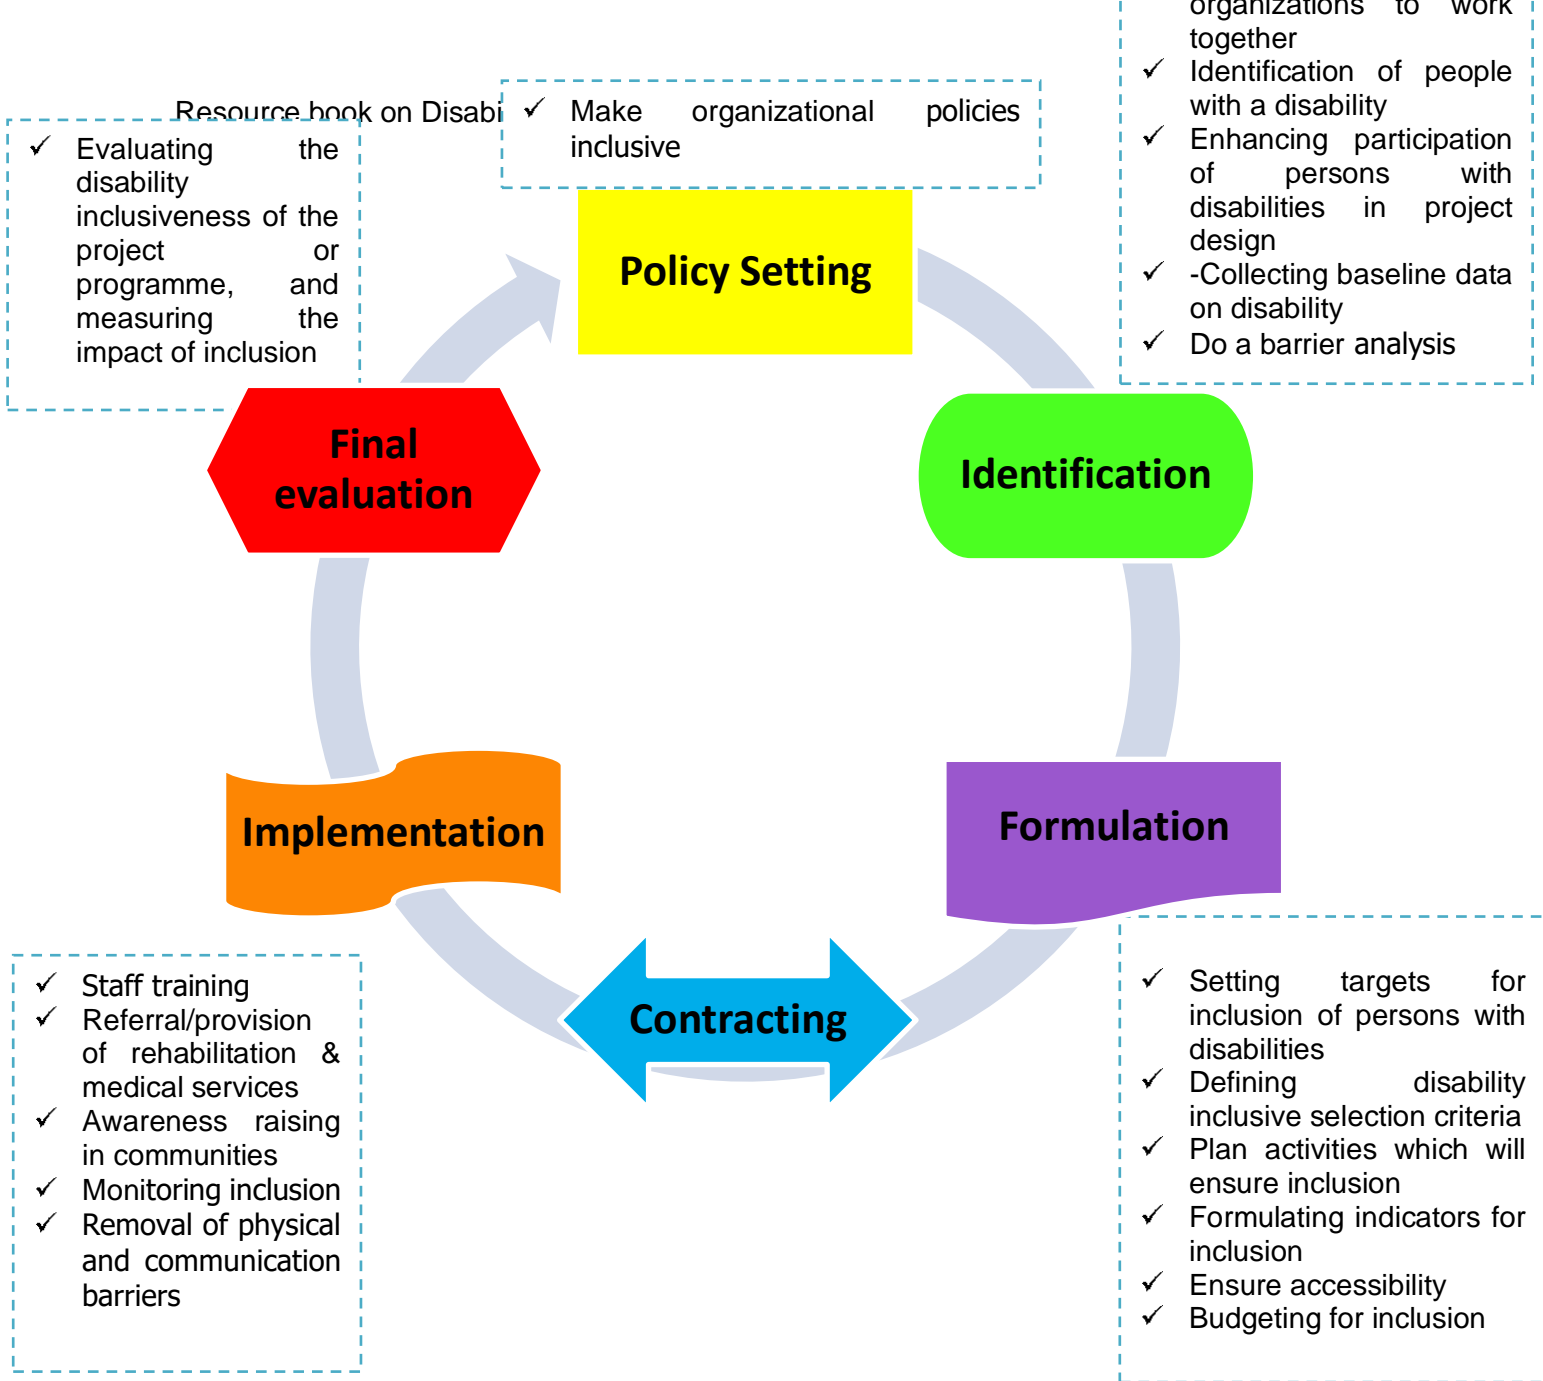 organizations to work
together
✓ Identification of people
with a disability
✓ Enhancing participation
of persons with
disabilities in project
design
✓ -Collecting baseline data
on disability
✓ Do a barrier analysis
Resource book on Disabi
✓ Make organizational policies
inclusive
✓ Evaluating the
disability
inclusiveness of the
project or
programme, and
measuring the
impact of inclusion
Policy Setting
Identification
Final
evaluation
Formulation
Implementation
Contracting
✓ Staff training
✓ Referral/provision
of rehabilitation &
medical services
✓ Awareness raising
in communities
✓ Monitoring inclusion
✓ Removal of physical
and communication
barriers
✓ Setting targets for
inclusion of persons with
disabilities
✓ Defining disability
inclusive selection criteria
✓ Plan activities which will
ensure inclusion
✓ Formulating indicators for
inclusion
✓ Ensure accessibility
✓ Budgeting for inclusion